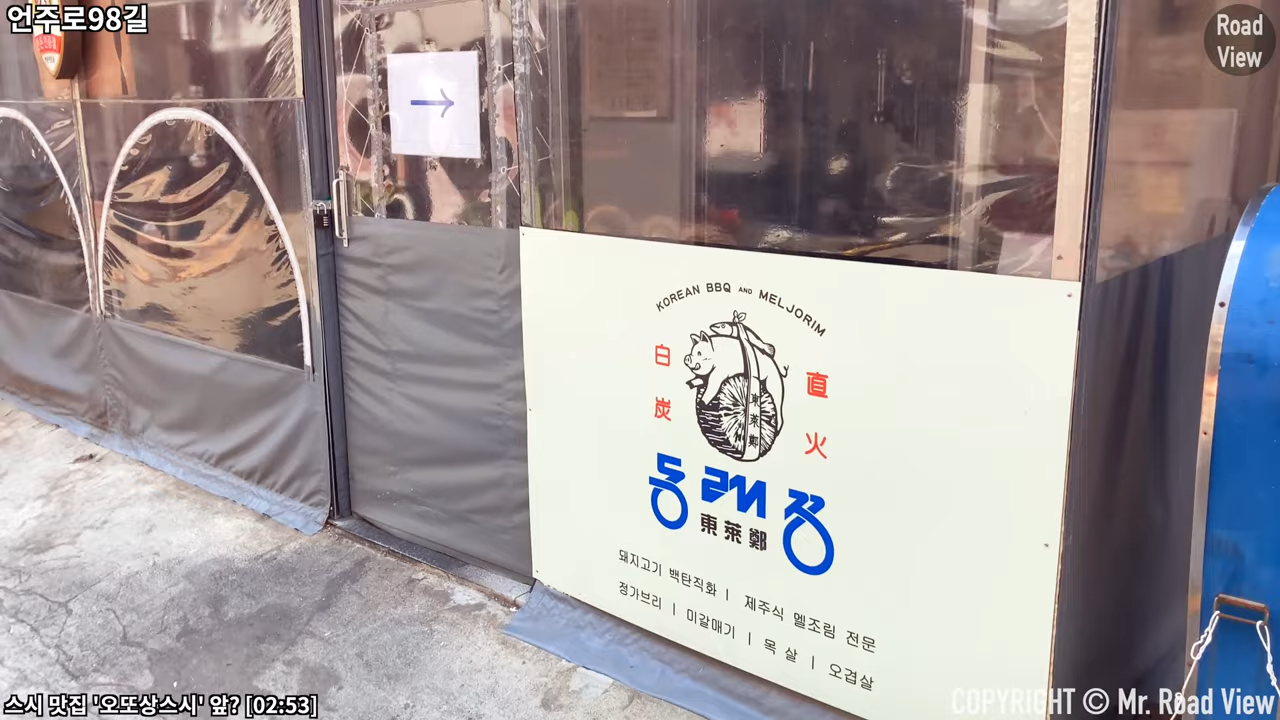 언주로98길
Road
View
→
KOREAN BBQ AND MELJORIM
白炭
直火
東萊鄭
동래정
東萊鄭
돼지고기 백탄직화 | 제주식 멜조림 전문
정가브리 | 미갈매기 | 목살 | 오겹살
스시 맛집 '오또상스시' 앞? [02:53]
COPYRIGHT © Mr. Road View